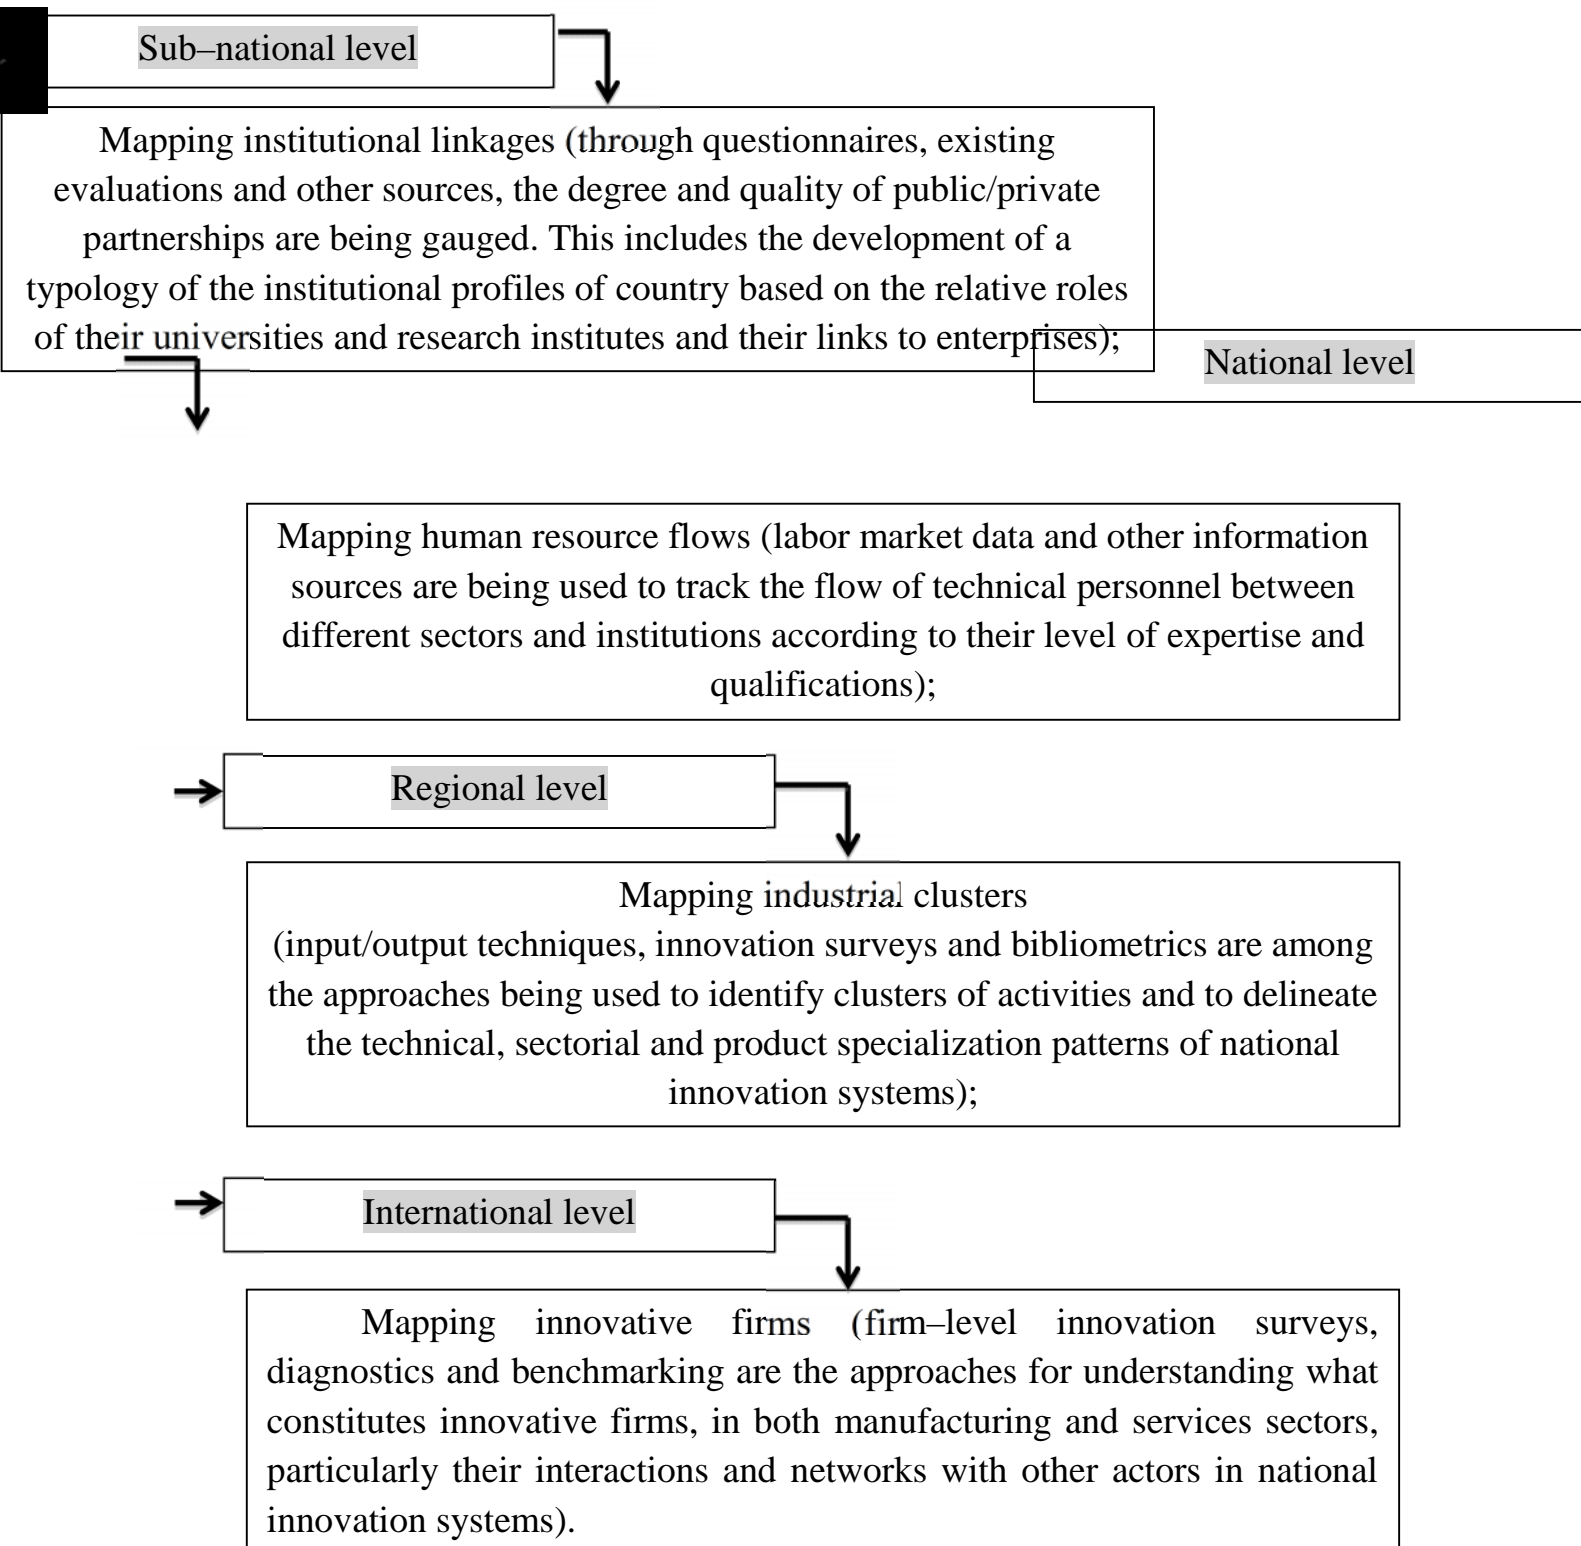 Sub–national level
Mapping institutional linkages (through questionnaires, existing
evaluations and other sources, the degree and quality of public/private
partnerships are being gauged. This includes the development of a
typology of the institutional profiles of country based on the relative roles
of their universities and research institutes and their links to enterprises);
National level
Mapping human resource flows (labor market data and other information
sources are being used to track the flow of technical personnel between
different sectors and institutions according to their level of expertise and
qualifications);
Regional level
Mapping industrial clusters
(input/output techniques, innovation surveys and bibliometrics are among
the approaches being used to identify clusters of activities and to delineate
the technical, sectorial and product specialization patterns of national
innovation systems);
International level
Mapping innovative firms (firm–level innovation surveys,
diagnostics and benchmarking are the approaches for understanding what
constitutes innovative firms, in both manufacturing and services sectors,
particularly their interactions and networks with other actors in national
innovation systems).